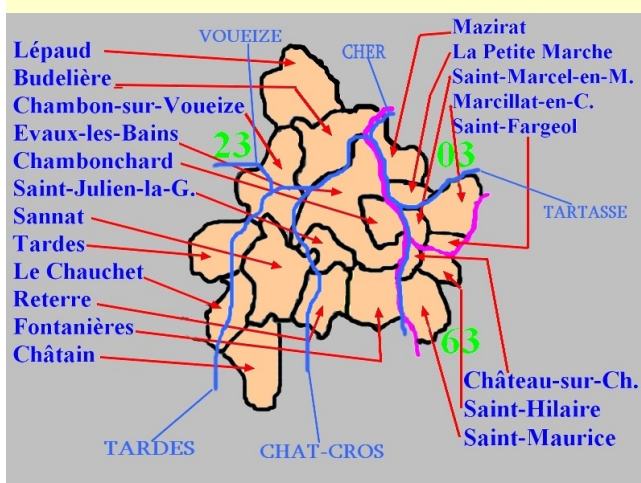 VOUEIZE
CHER
Lépaud
Budelière
Chambon-sur-Voueize
Evaux-les-Bains
Chambonchard
Saint-Julien-la-G.
Sannat
Tardes
Le Chauchet
Reterre
Fontanières
Châtain
23
03
63
Mazirat
La Petite Marche
Saint-Marcel-en-M.
Marcillat-en-C.
Saint-Fargeol
TARTASSE
Château-sur-Ch.
Saint-Hilaire
Saint-Maurice
TARDES
CHAT-CROS